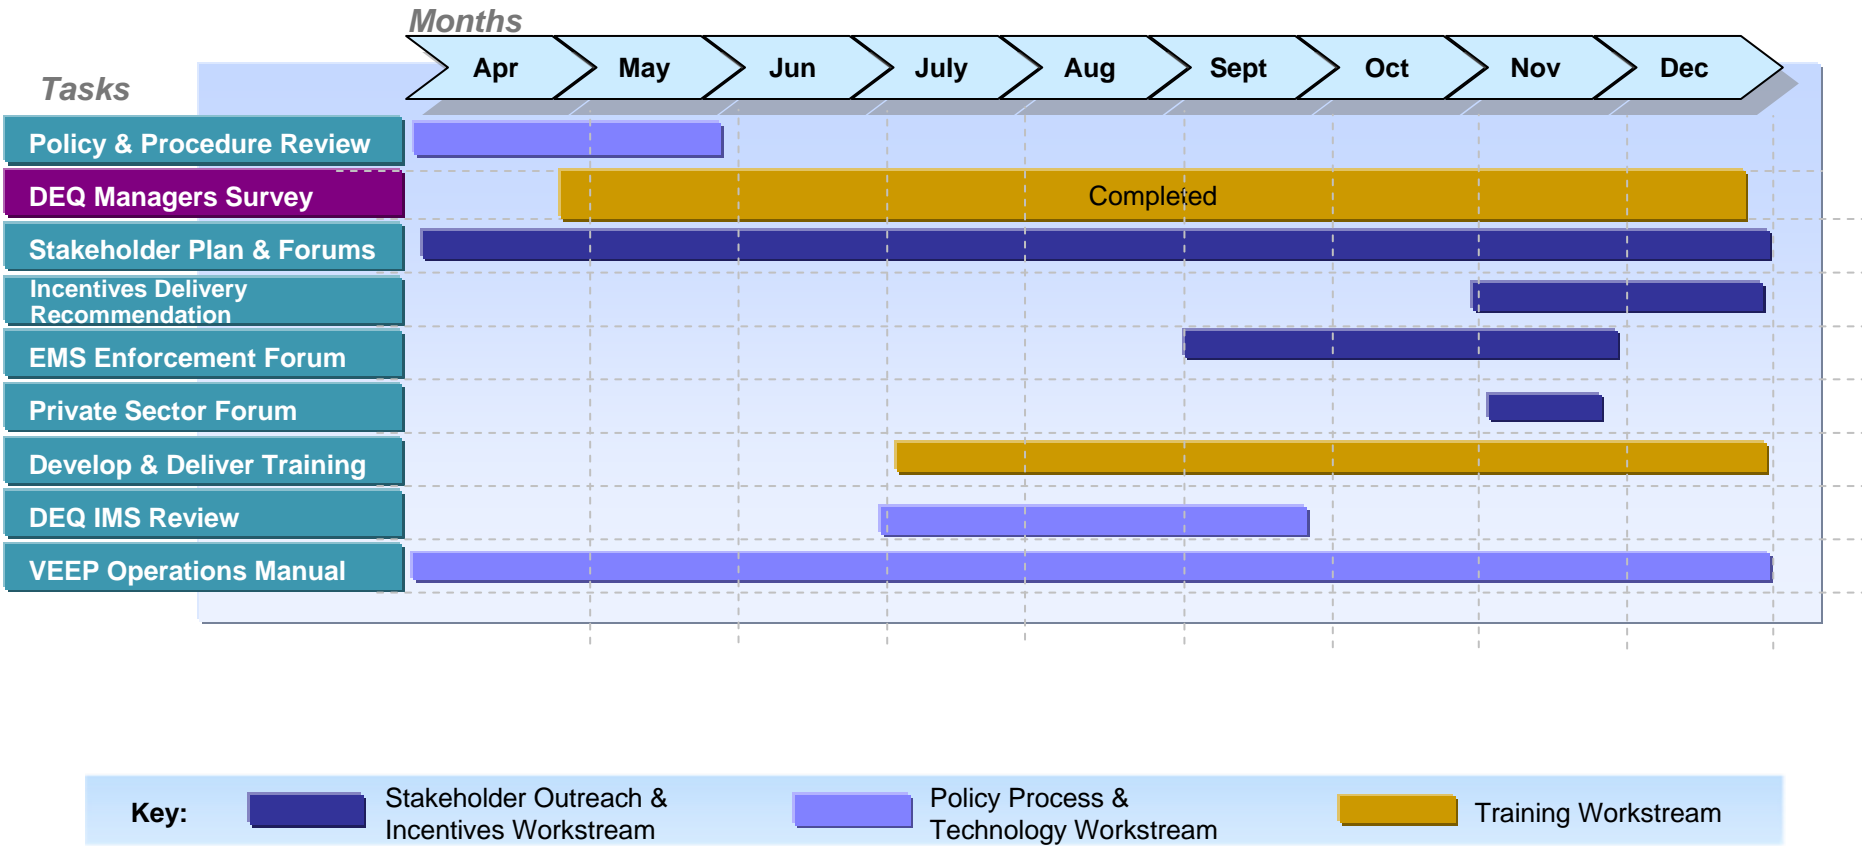 Months
Apr May Jun July Aug Sept Oct Nov Dec
Tasks
Policy & Procedure Review
DEQ Managers Survey
Completed
Stakeholder Plan & Forums
Incentives Delivery
Recommendation
EMS Enforcement Forum
Private Sector Forum
Develop & Deliver Training
DEQ IMS Review
VEEP Operations Manual
Key:
Stakeholder Outreach &
Incentives Workstream
Policy Process &
Technology Workstream
Training Workstream